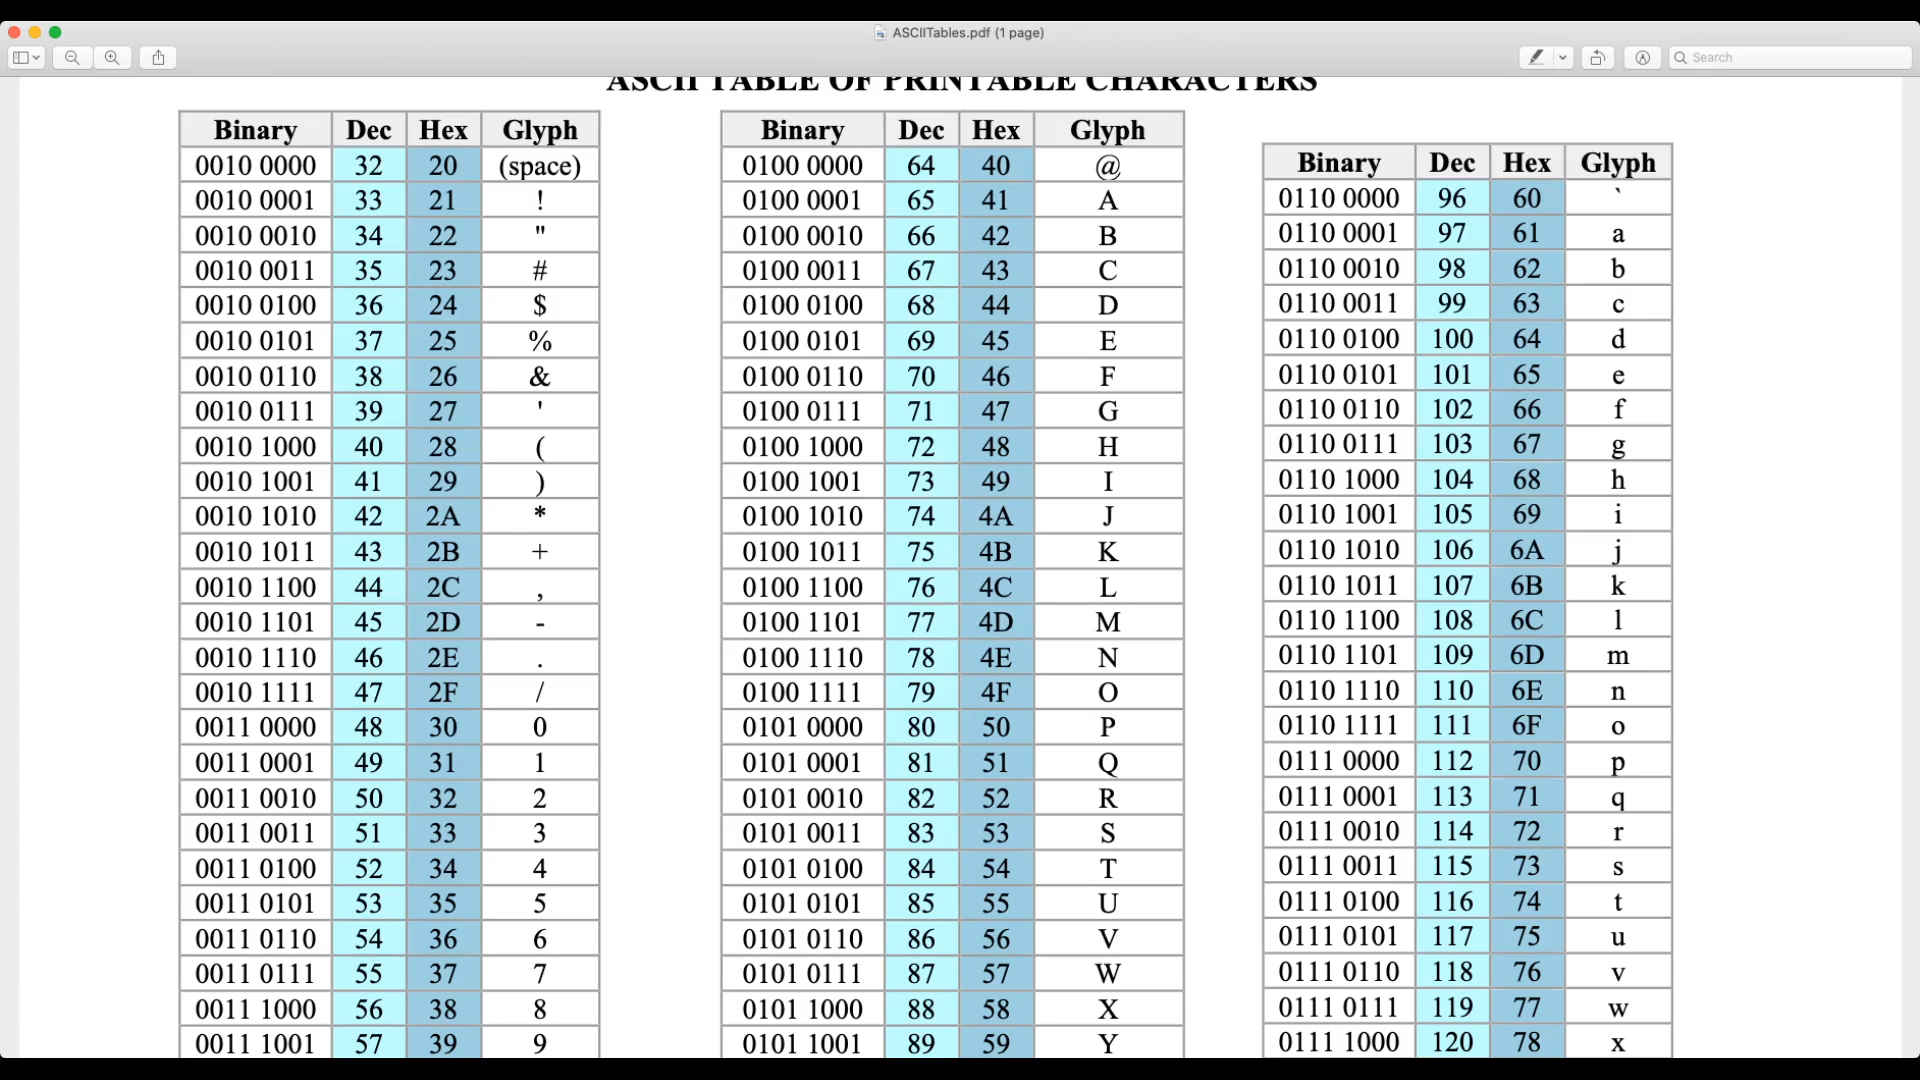 ASCIITables.pdf (1 page)
Search
ASCII TABLE OF PRINTABLE CHARACTERS
Binary Dec Hex Glyph
0010 0000 32 20 (space)
0010 0001 33 21 !
0010 0010 34 22 "
0010 0011 35 23 #
0010 0100 36 24 $
0010 0101 37 25 %
0010 0110 38 26 &
0010 0111 39 27 '
0010 1000 40 28 (
0010 1001 41 29 )
0010 1010 42 2A *
0010 1011 43 2B +
0010 1100 44 2C ,
0010 1101 45 2D -
0010 1110 46 2E .
0010 1111 47 2F /
0011 0000 48 30 0
0011 0001 49 31 1
0011 0010 50 32 2
0011 0011 51 33 3
0011 0100 52 34 4
0011 0101 53 35 5
0011 0110 54 36 6
0011 0111 55 37 7
0011 1000 56 38 8
0011 1001 57 39 9
Binary Dec Hex Glyph
0100 0000 64 40 @
0100 0001 65 41 A
0100 0010 66 42 B
0100 0011 67 43 C
0100 0100 68 44 D
0100 0101 69 45 E
0100 0110 70 46 F
0100 0111 71 47 G
0100 1000 72 48 H
0100 1001 73 49 I
0100 1010 74 4A J
0100 1011 75 4B K
0100 1100 76 4C L
0100 1101 77 4D M
0100 1110 78 4E N
0100 1111 79 4F O
0101 0000 80 50 P
0101 0001 81 51 Q
0101 0010 82 52 R
0101 0011 83 53 S
0101 0100 84 54 T
0101 0101 85 55 U
0101 0110 86 56 V
0101 0111 87 57 W
0101 1000 88 58 X
0101 1001 89 59 Y
Binary Dec Hex Glyph
0110 0000 96 60 `
0110 0001 97 61 a
0110 0010 98 62 b
0110 0011 99 63 c
0110 0100 100 64 d
0110 0101 101 65 e
0110 0110 102 66 f
0110 0111 103 67 g
0110 1000 104 68 h
0110 1001 105 69 i
0110 1010 106 6A j
0110 1011 107 6B k
0110 1100 108 6C l
0110 1101 109 6D m
0110 1110 110 6E n
0110 1111 111 6F o
0111 0000 112 70 p
0111 0001 113 71 q
0111 0010 114 72 r
0111 0011 115 73 s
0111 0100 116 74 t
0111 0101 117 75 u
0111 0110 118 76 v
0111 0111 119 77 w
0111 1000 120 78 x